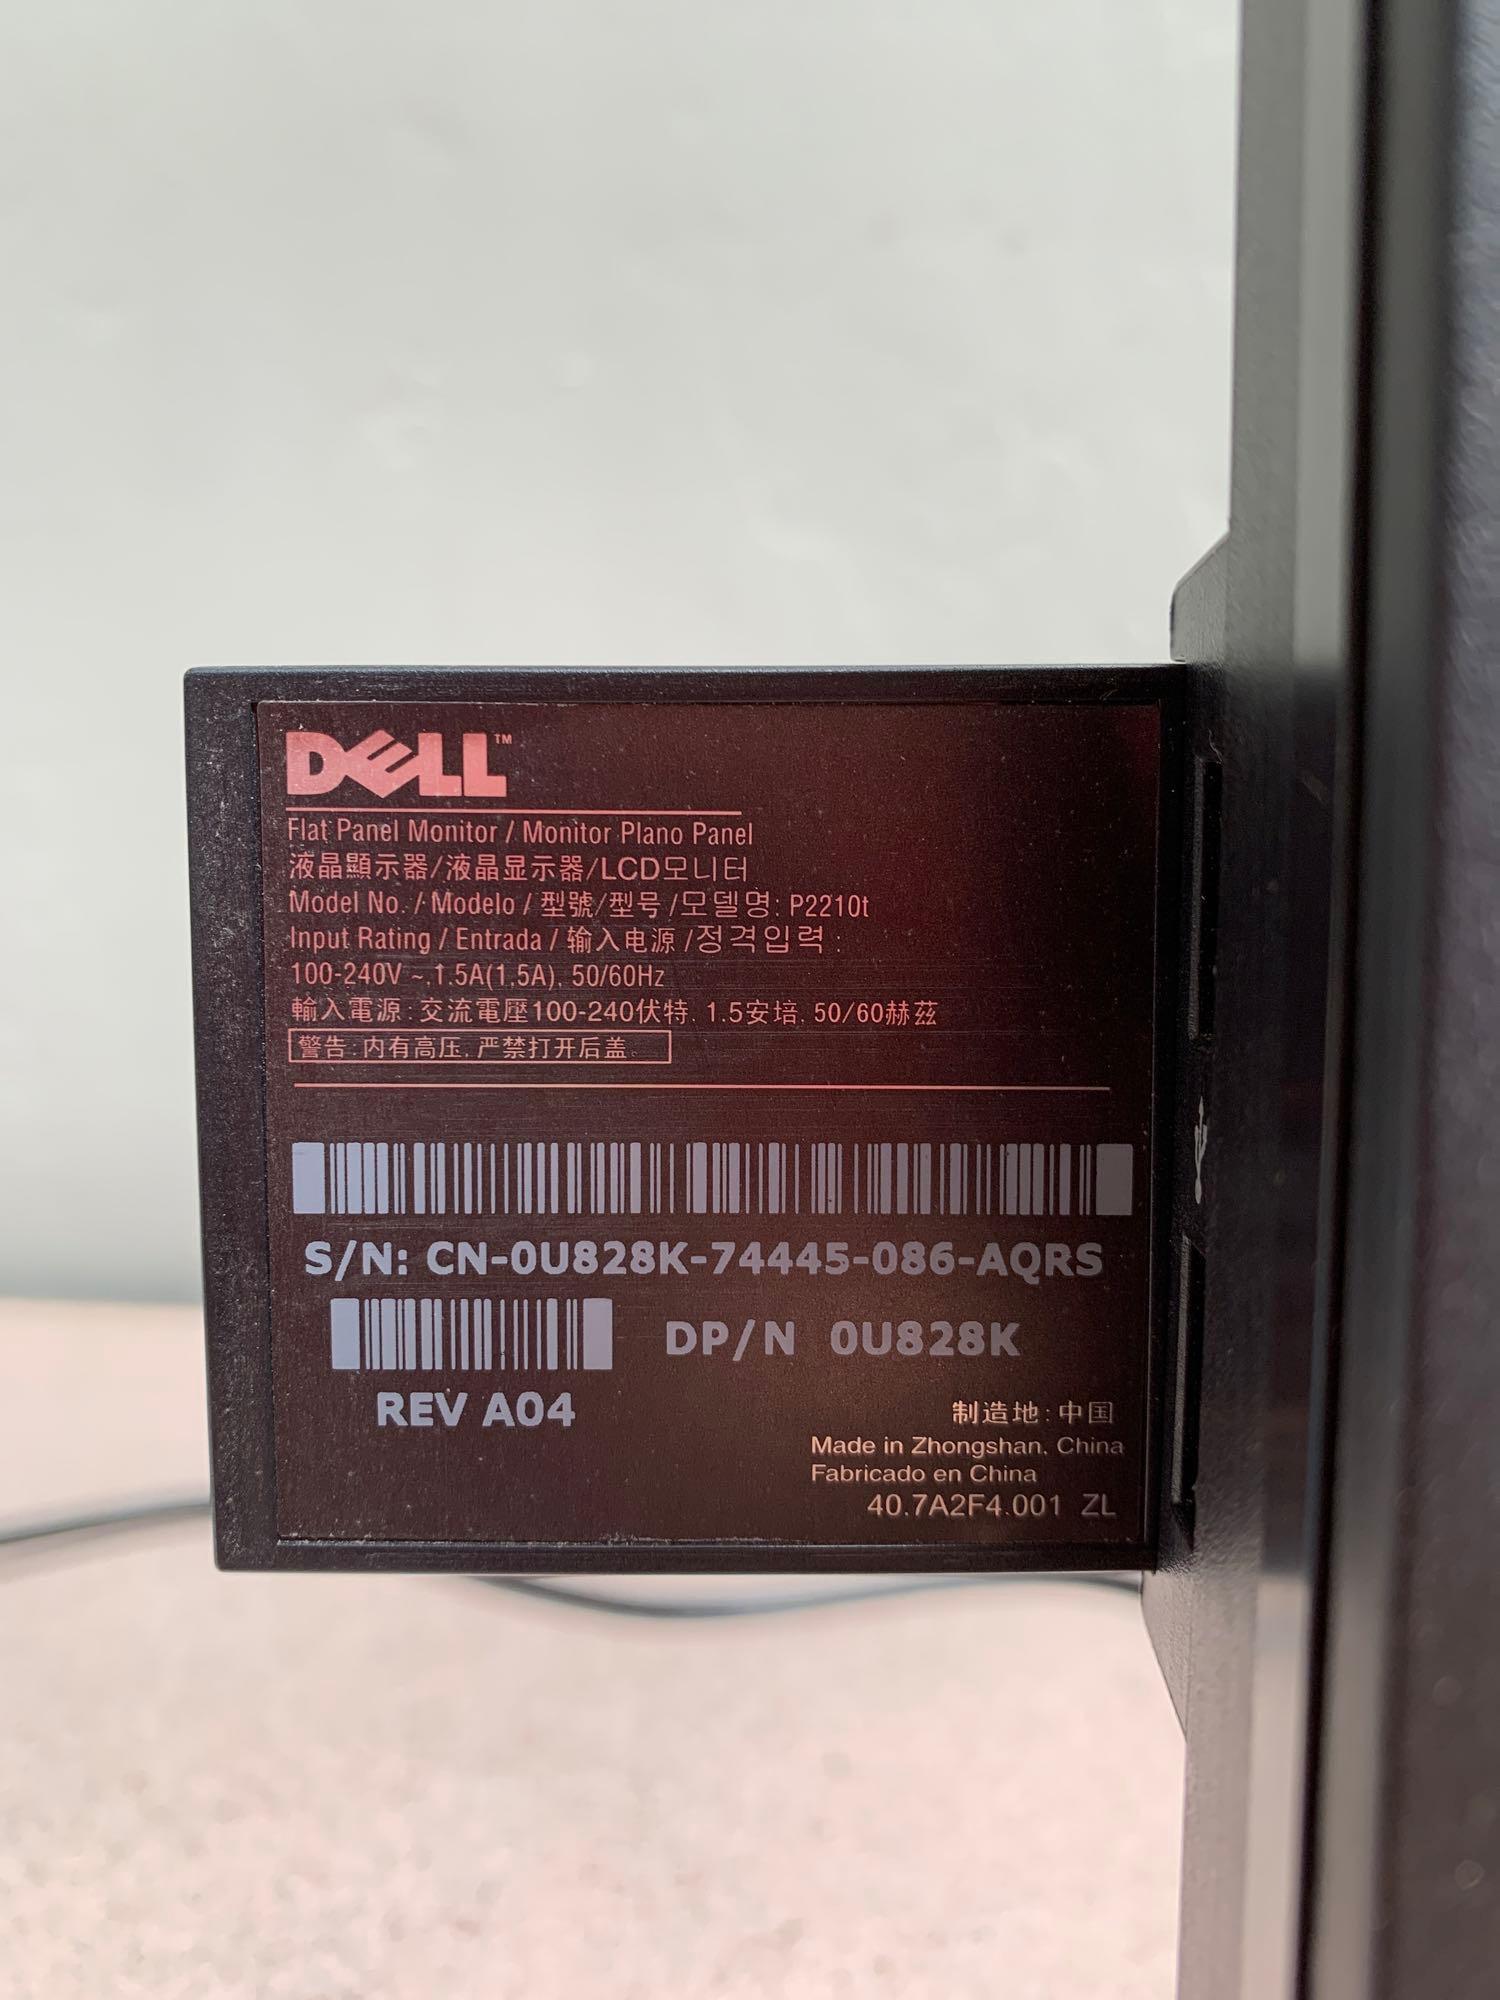 DELL™
Flat Panel Monitor / Monitor Plano Panel
液晶顯示器/液晶显示器/LCD모니터
Model No. / Modelo / 型號/型号 /모델명: P2210t
Input Rating / Entrada / 输入电源 /정격입력 :
100-240V ~,1.5A(1.5A), 50/60Hz
輸入電源: 交流電壓100-240伏特, 1.5安培, 50/60赫茲
警告: 内有高压, 严禁打开后盖。
S/N: CN-0U828K-74445-086-AQRS
DP/N 0U828K
REV A04
制造地: 中国
Made in Zhongshan, China
Fabricado en China
40.7A2F4.001 ZL